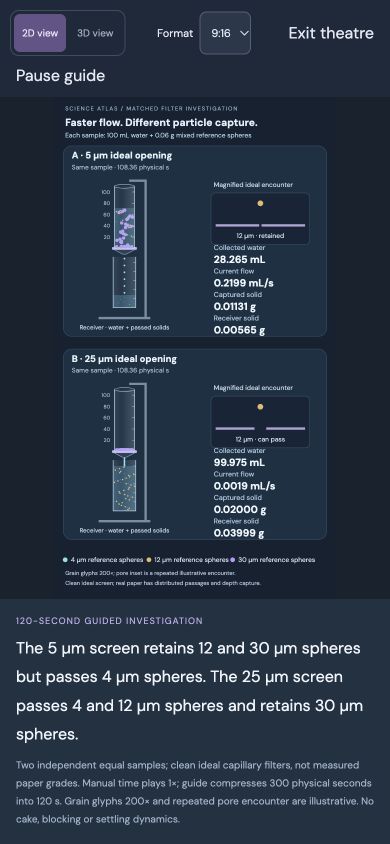 2D view
3D view
Format
9:16
Exit theatre
Pause guide
SCIENCE ATLAS / MATCHED FILTER INVESTIGATION
Faster flow. Different particle capture.
Each sample: 100 mL water + 0.06 g mixed reference spheres
A · 5 µm ideal opening
Same sample · 108.36 physical s
100
80
60
40
20
Receiver · water + passed solids
Magnified ideal encounter
12 µm · retained
Collected water
28.265 mL
Current flow
0.2199 mL/s
Captured solid
0.01131 g
Receiver solid
0.00565 g
B · 25 µm ideal opening
Same sample · 108.36 physical s
100
80
60
40
20
Receiver · water + passed solids
Magnified ideal encounter
12 µm · can pass
Collected water
99.975 mL
Current flow
0.0019 mL/s
Captured solid
0.02000 g
Receiver solid
0.03999 g
4 µm reference spheres
12 µm reference spheres
30 µm reference spheres
Grain glyphs 200×; pore inset is a repeated illustrative encounter.
Clean ideal screen; real paper has distributed passages and depth capture.
120-SECOND GUIDED INVESTIGATION
The 5 µm screen retains 12 and 30 µm spheres
but passes 4 µm spheres. The 25 µm screen
passes 4 and 12 µm spheres and retains 30 µm
spheres.
Two independent equal samples; clean ideal capillary filters, not measured
paper grades. Manual time plays 1×; guide compresses 300 physical seconds
into 120 s. Grain glyphs 200× and repeated pore encounter are illustrative. No
cake, blocking or settling dynamics.